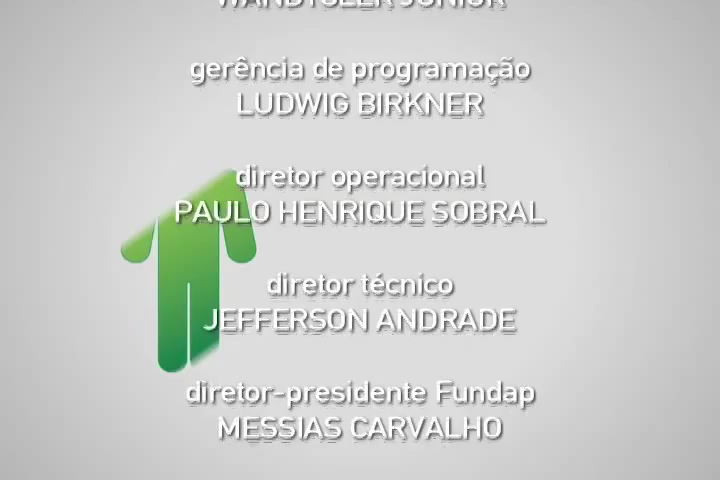 JÚNIOR
gerência de programação
LUDWIG BIRKNER
diretor operacional
PAULO HENRIQUE SOBRAL
diretor técnico
JEFFERSON ANDRADE
diretor-presidente Fundap
MESSIAS CARVALHO